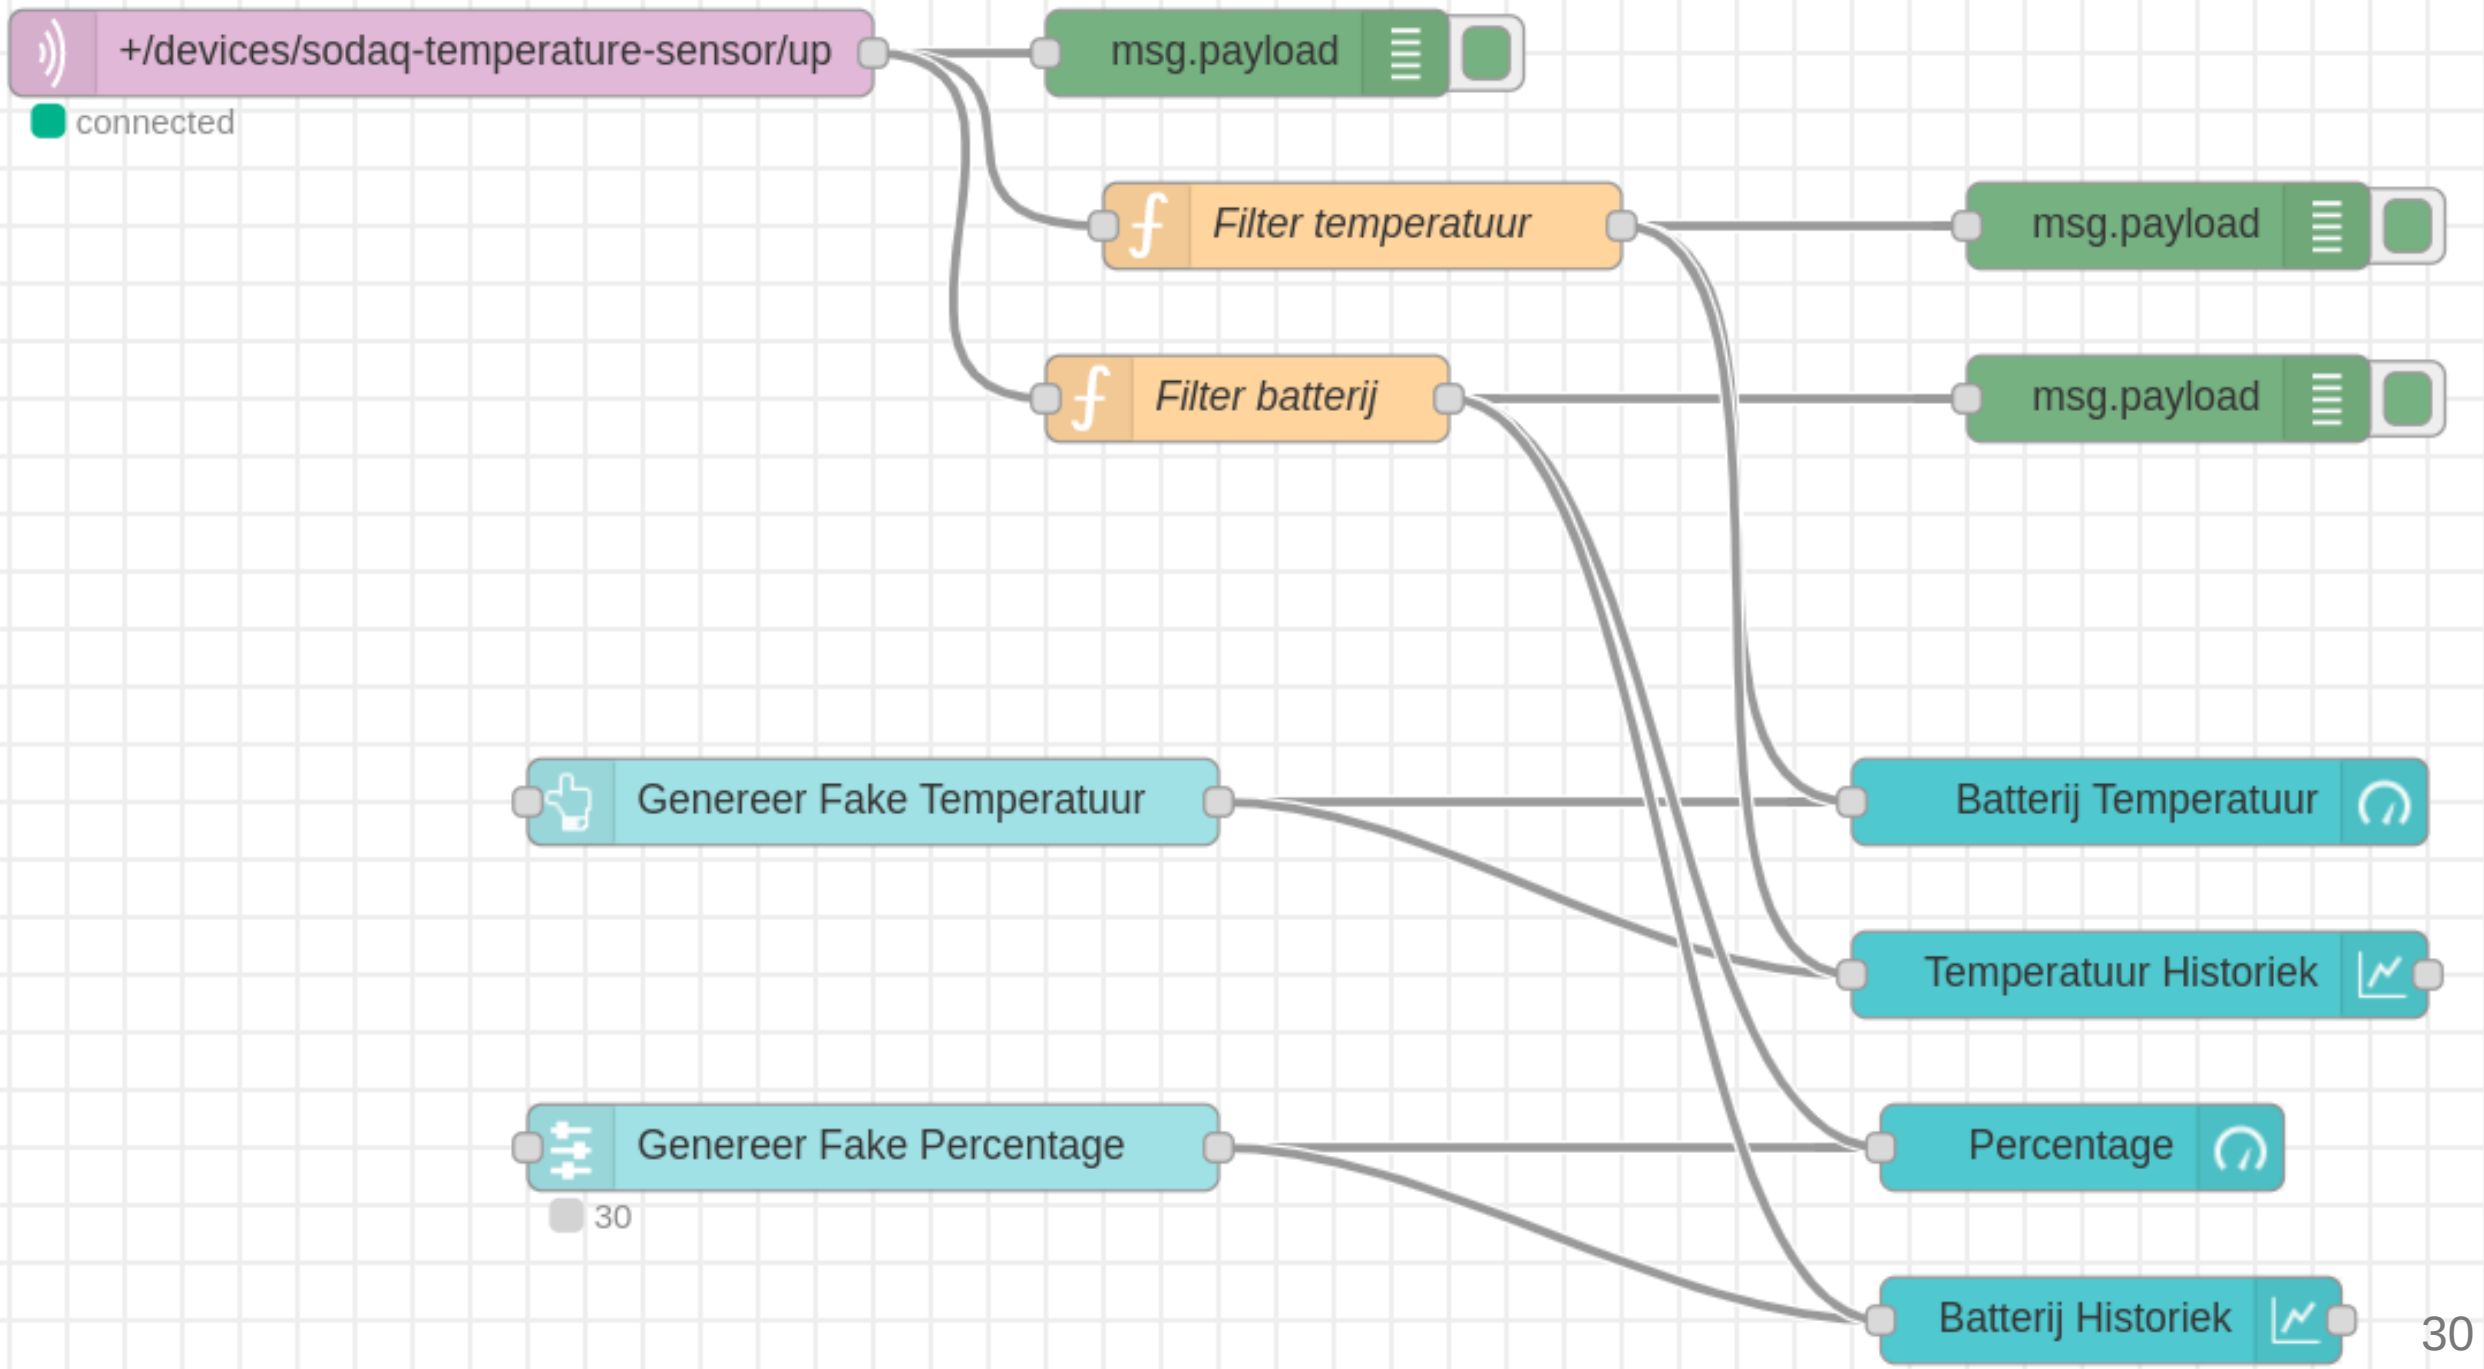 +/devices/sodaq-temperature-sensor/up
msg.payload
connected
Filter temperatuur
msg.payload
Filter batterij
msg.payload
Genereer Fake Temperatuur
Batterij Temperatuur
Temperatuur Historiek
Genereer Fake Percentage
Percentage
30
Batterij Historiek
30